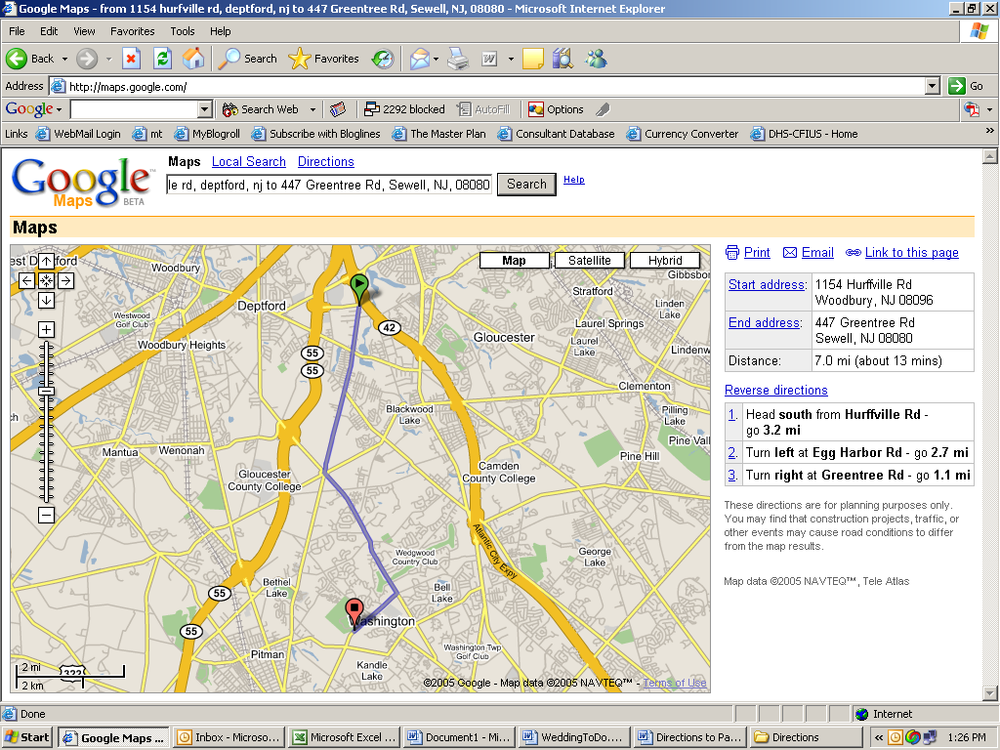 Google Maps - from 1154 hurfville rd, deptford, nj to 447 Greentree Rd, Sewell, NJ, 08080 - Microsoft Internet Explorer
File Edit View Favorites Tools Help
Back Search Favorites
Address http://maps.google.com/ Go
Google Search Web 2292 blocked AutoFill Options
Links WebMail Login mt MyBlogroll Subscribe with Bloglines The Master Plan Consultant Database Currency Converter DHS-CFIUS - Home »
Maps Local Search Directions
Google™ Maps BETA
le rd, deptford, nj to 447 Greentree Rd, Sewell, NJ, 08080 Search Help
Maps
Map Satellite Hybrid
Woodbury
Gibbsbor
Stratford
Deptford
Linden
Lake
Westwood
Golf Club
Laurel Springs
42
Gloucester
Laurel
Lake
Woodbury Heights
Lindenw
55
55
Clementon
Blackwood
Lake
Pilling
Lake
Pine Vall
Mantua
Wenonah
Pine Hill
Gloucester
County College
Camden
County College
Atlantic City Expy
Wedgwood
Country Club
George
Lake
Bethel
Lake
Bell
Lake
55
Washington
55
Pitman
Washington Twp
Golf Club
Kandle
Lake
2 mi
322
2 km
©2005 Google - Map data ©2005 NAVTEQ™ - Terms of Use
Print Email Link to this page
Start address: 1154 Hurffville Rd
Woodbury, NJ 08096
End address: 447 Greentree Rd
Sewell, NJ 08080
Distance: 7.0 mi (about 13 mins)
Reverse directions
1. Head south from Hurffville Rd -
go 3.2 mi
2. Turn left at Egg Harbor Rd - go 2.7 mi
3. Turn right at Greentree Rd - go 1.1 mi
These directions are for planning purposes only.
You may find that construction projects, traffic, or
other events may cause road conditions to differ
from the map results.
Map data ©2005 NAVTEQ™, Tele Atlas
Done Internet
Start Google Maps ... Inbox - Microso... Microsoft Excel ... Document1 - Mi... WeddingToDo.... Directions to Pa... Directions « 1:26 PM